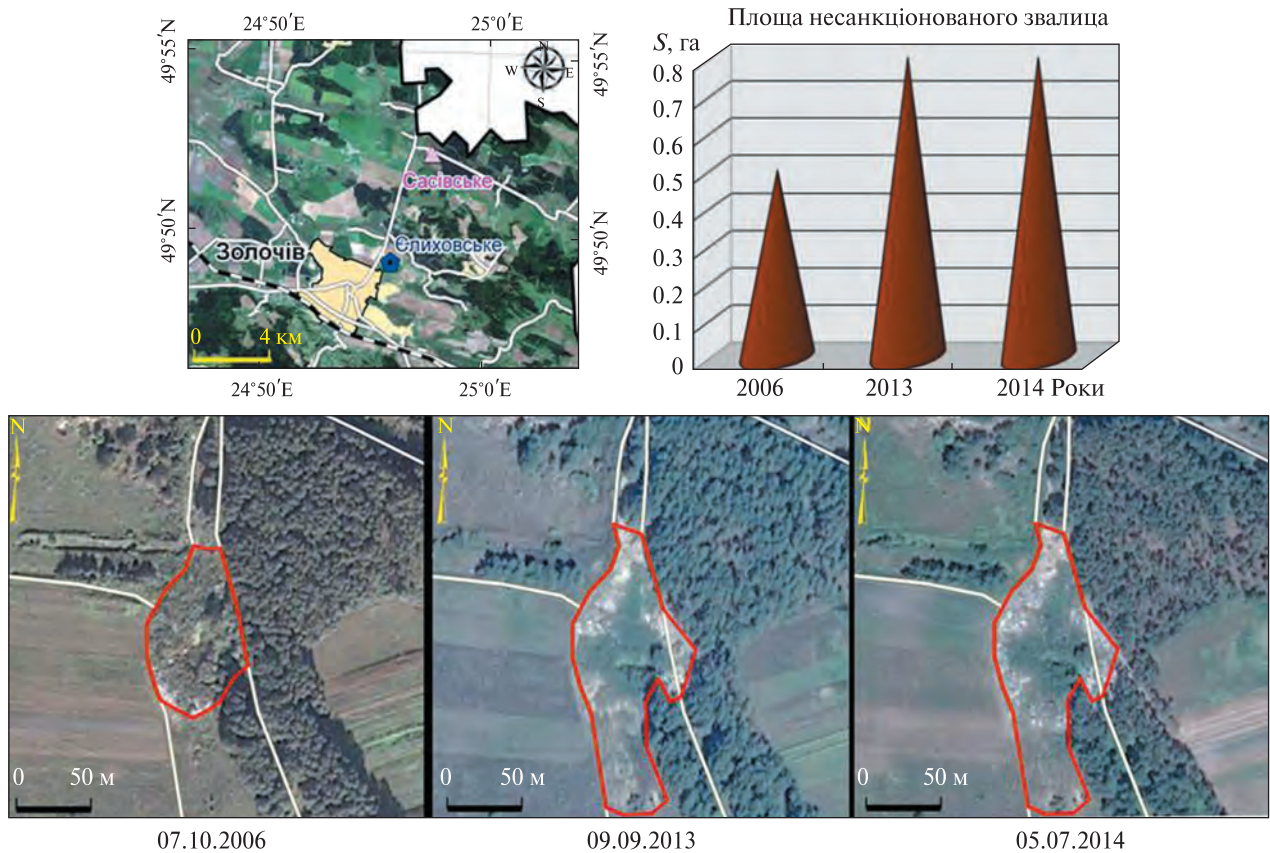 24°50′E
25°0′E
49°55′N
49°55′N
N
W
E
S
Сасівське
49°50′N
49°50′N
Єлиховське
Золочів
0
4 км
24°50′E
25°0′E
Площа несанкціонованого звалица
S, га
0.8
0.7
0.6
0.5
0.4
0.3
0.2
0.1
0
2006
2013
2014 Роки
N
N
N
0
50 м
0
50 м
0
50 м
07.10.2006
09.09.2013
05.07.2014